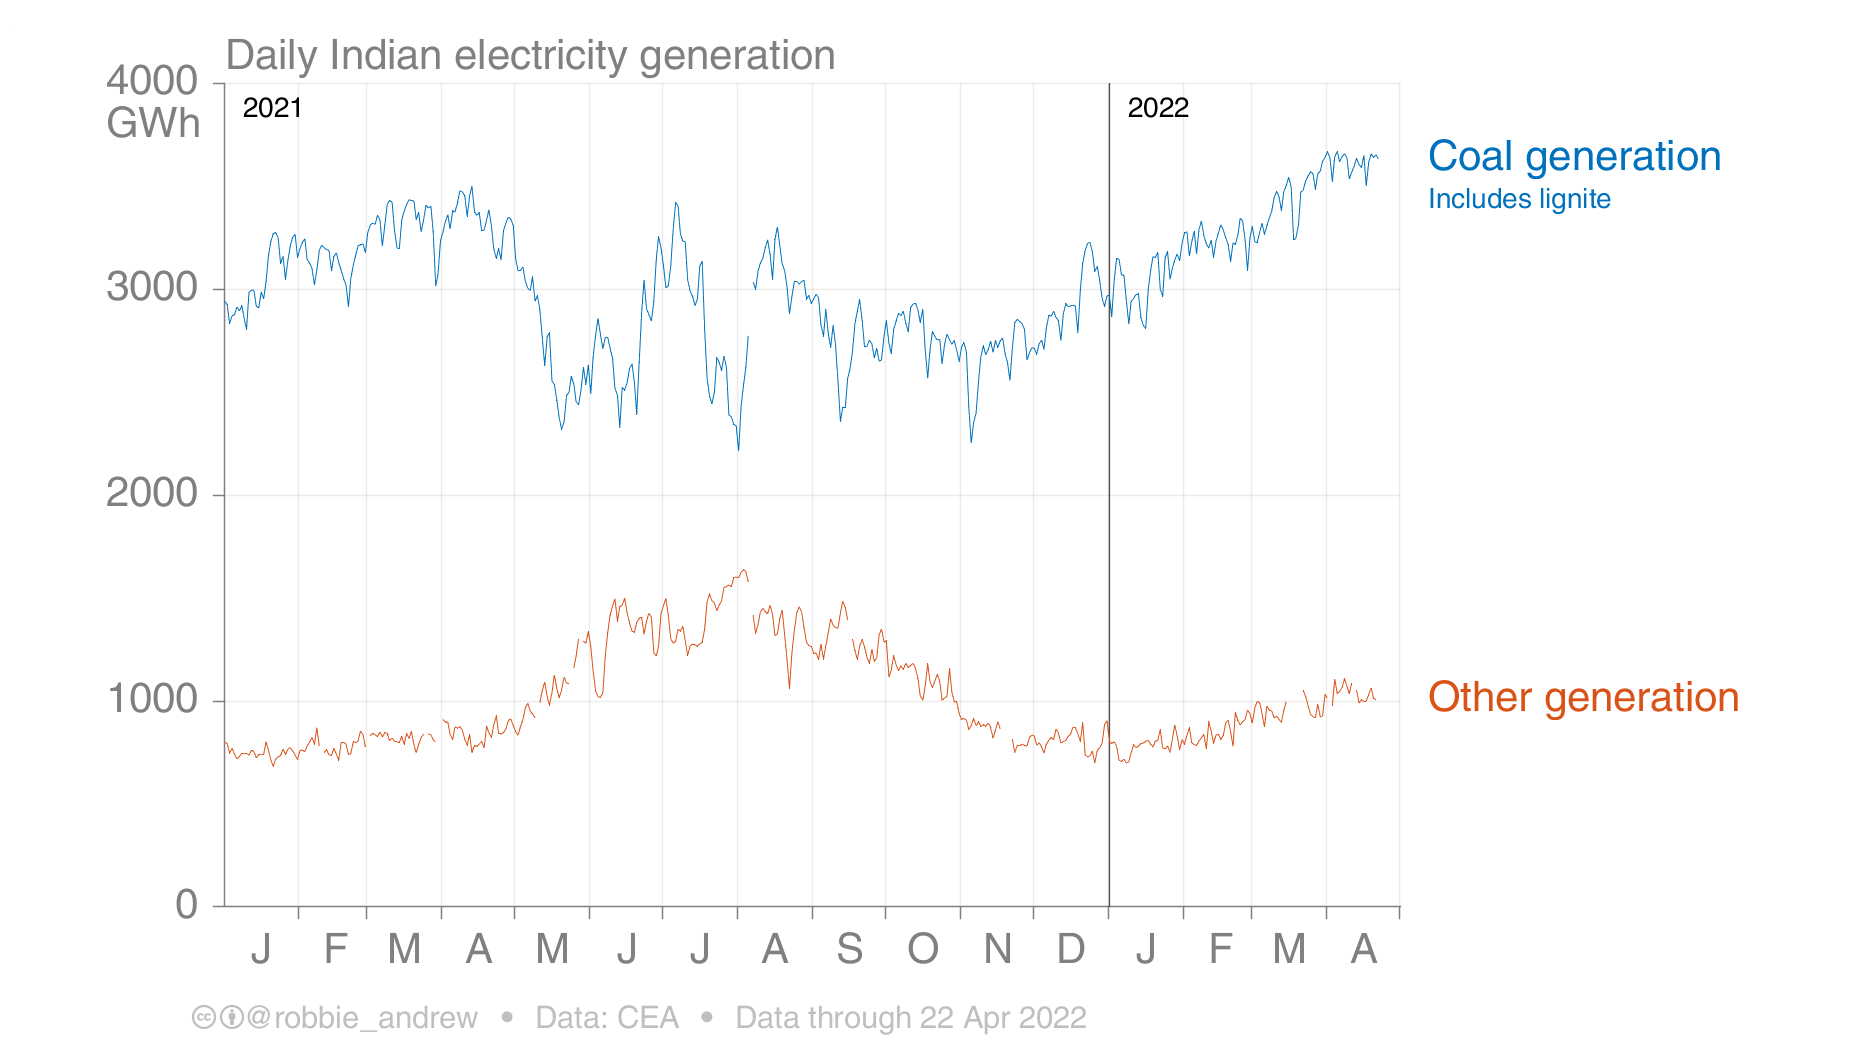 Daily Indian electricity generation
4000
GWh
2021
2022
Coal generation
Includes lignite
3000
2000
1000
Other generation
0
J F M A M J J A S O N D J F M A
cc @robbie_andrew • Data: CEA • Data through 22 Apr 2022